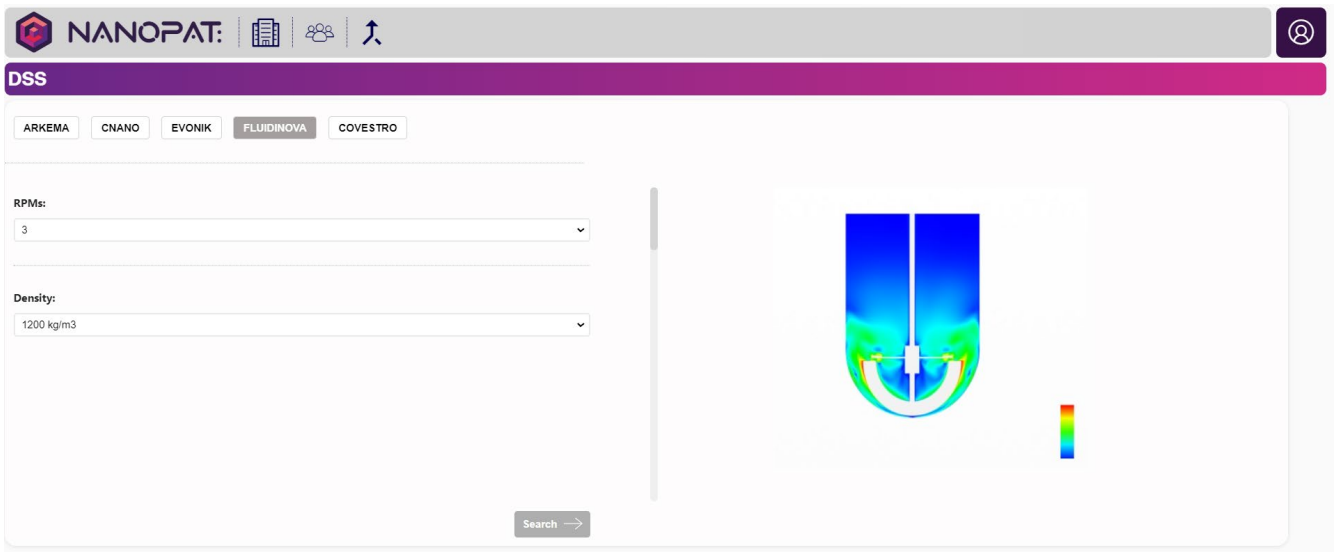 NANOPAT:
DSS
ARKEMA CNANO EVONIK FLUIDINOVA COVESTRO
RPMs:
3
Density:
1200 kg/m3
Search